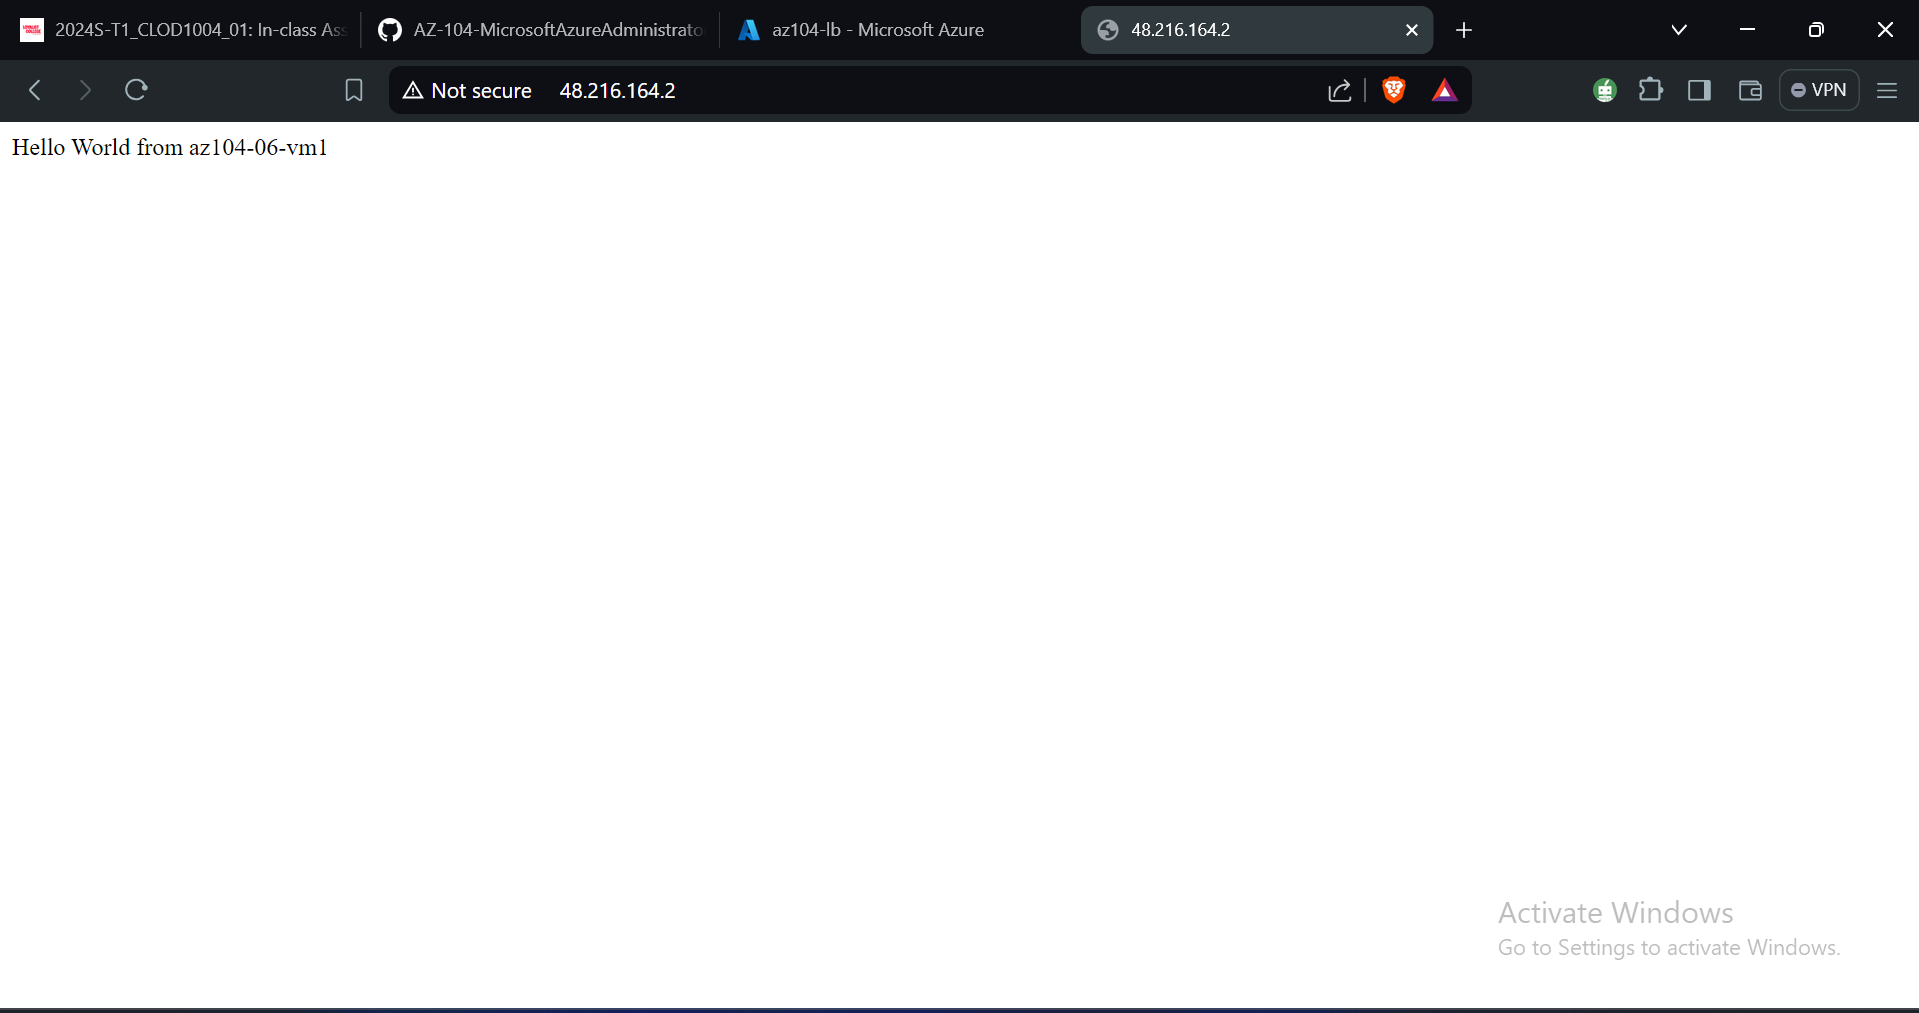 2024S-T1_CLOD1004_01: In-class Ass
AZ-104-MicrosoftAzureAdministrato
az104-lb - Microsoft Azure
48.216.164.2
Not secure 48.216.164.2
VPN
Hello World from az104-06-vm1
Activate Windows
Go to Settings to activate Windows.